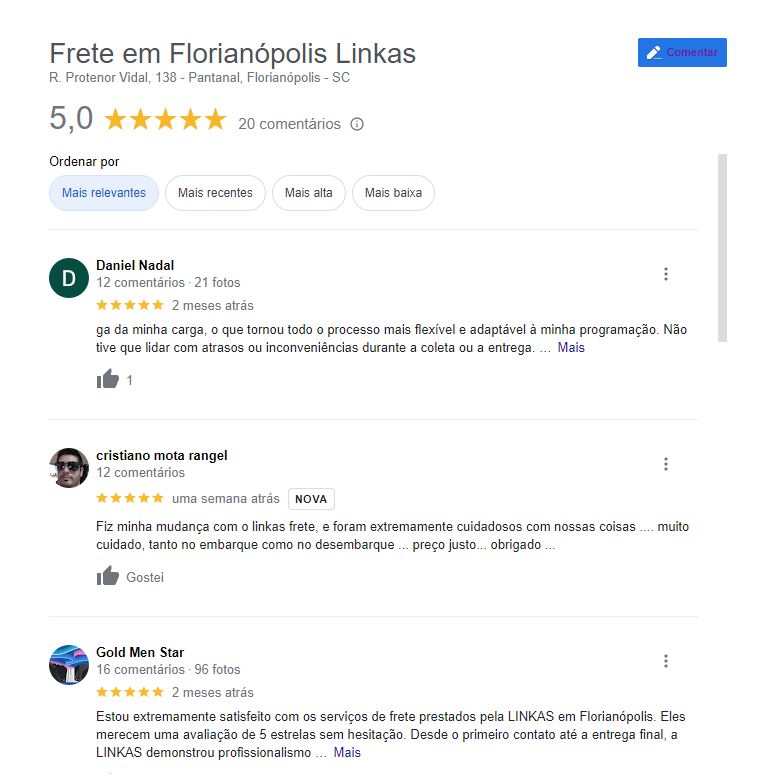 Frete em Florianópolis Linkas
Comentar
R. Protenor Vidal, 138 - Pantanal, Florianópolis - SC
5,0 20 comentários
Ordenar por
Mais relevantes Mais recentes Mais alta Mais baixa
D
Daniel Nadal
12 comentários · 21 fotos
2 meses atrás
ga da minha carga, o que tornou todo o processo mais flexível e adaptável à minha programação. Não
tive que lidar com atrasos ou inconveniências durante a coleta ou a entrega. … Mais
1
cristiano mota rangel
12 comentários
uma semana atrás NOVA
Fiz minha mudança com o linkas frete, e foram extremamente cuidadosos com nossas coisas .... muito
cuidado, tanto no embarque como no desembarque ... preço justo... obrigado ...
Gostei
Gold Men Star
16 comentários · 96 fotos
2 meses atrás
Estou extremamente satisfeito com os serviços de frete prestados pela LINKAS em Florianópolis. Eles
merecem uma avaliação de 5 estrelas sem hesitação. Desde o primeiro contato até a entrega final, a
LINKAS demonstrou profissionalismo … Mais